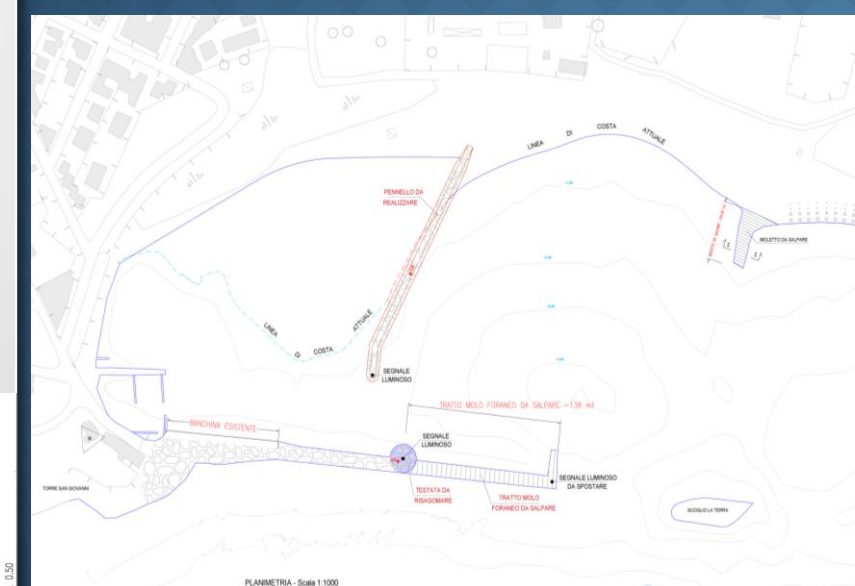 LINEA DI COSTA ATTUALE
PENNELLO DA
REALIZZARE
MOLETTO DA SALPARE
LINEA DI COSTA ATTUALE
SEGNALE
LUMINOSO
TRATTO MOLO FORANEO DA SALPARE
BANCHINA ESISTENTE
SEGNALE
LUMINOSO
SEGNALE LUMINOSO
DA SPOSTARE
TORRE SAN GIOVANNI
TESTATA DA
RISAGOMARE
TRATTO MOLO
FORANEO DA SALPARE
SCOGLIO LA TERRA
PLANIMETRIA - Scala 1:1000
0.50